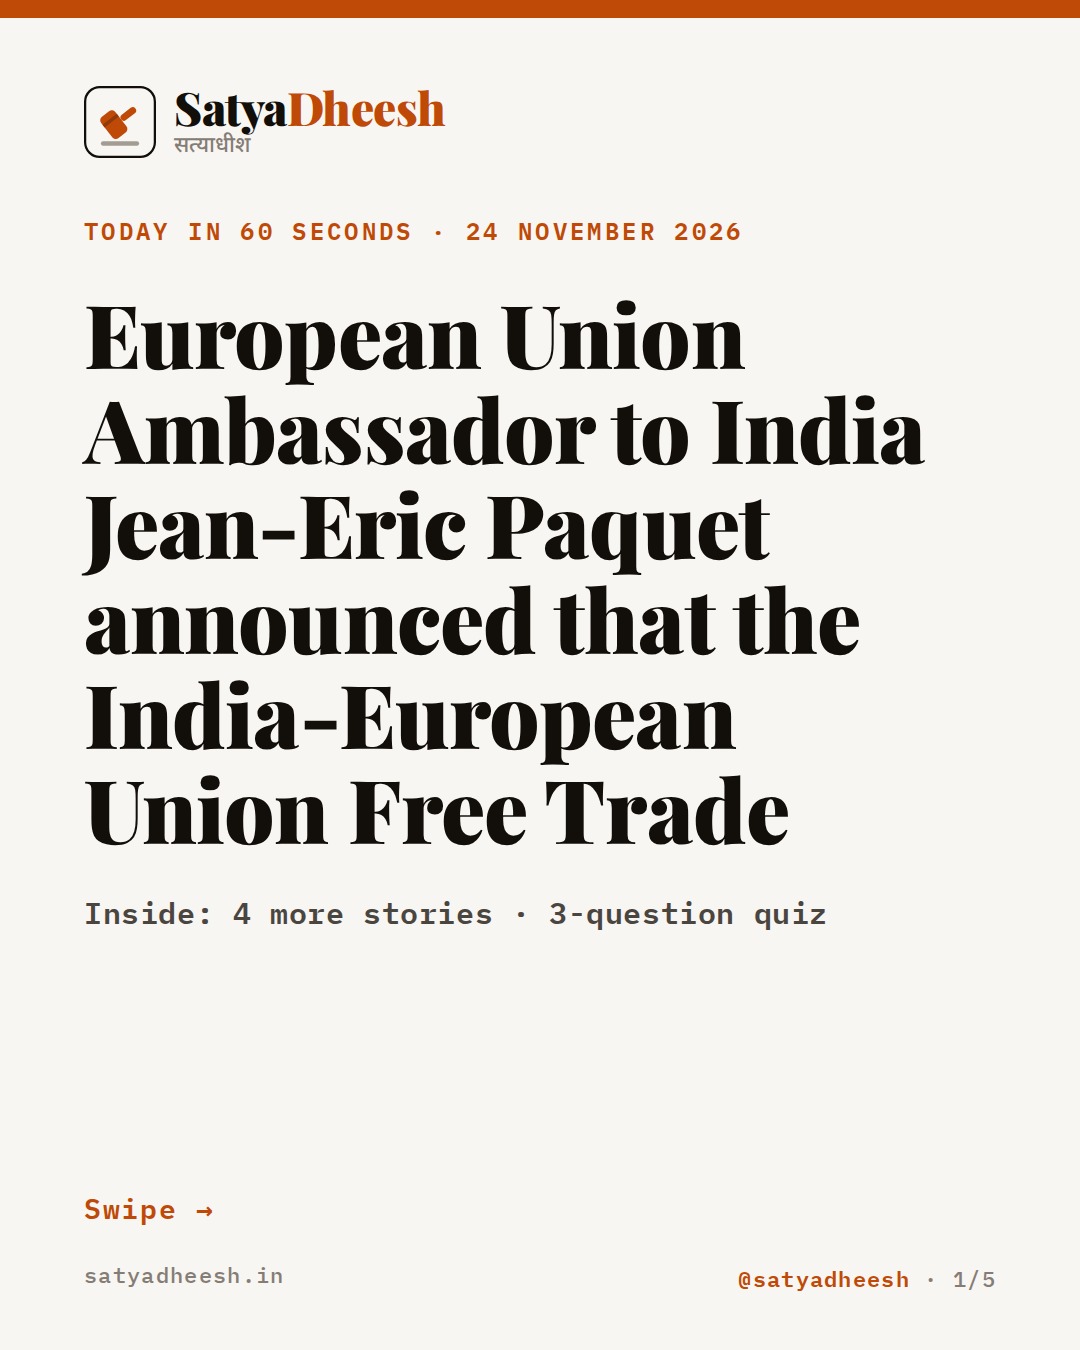 SatyaDheesh
सत्याधीश
TODAY IN 60 SECONDS · 24 NOVEMBER 2026
European Union
Ambassador to India
Jean-Eric Paquet
announced that the
India-European
Union Free Trade
Inside: 4 more stories · 3-question quiz
Swipe →
satyadheesh.in
@satyadheesh · 1/5